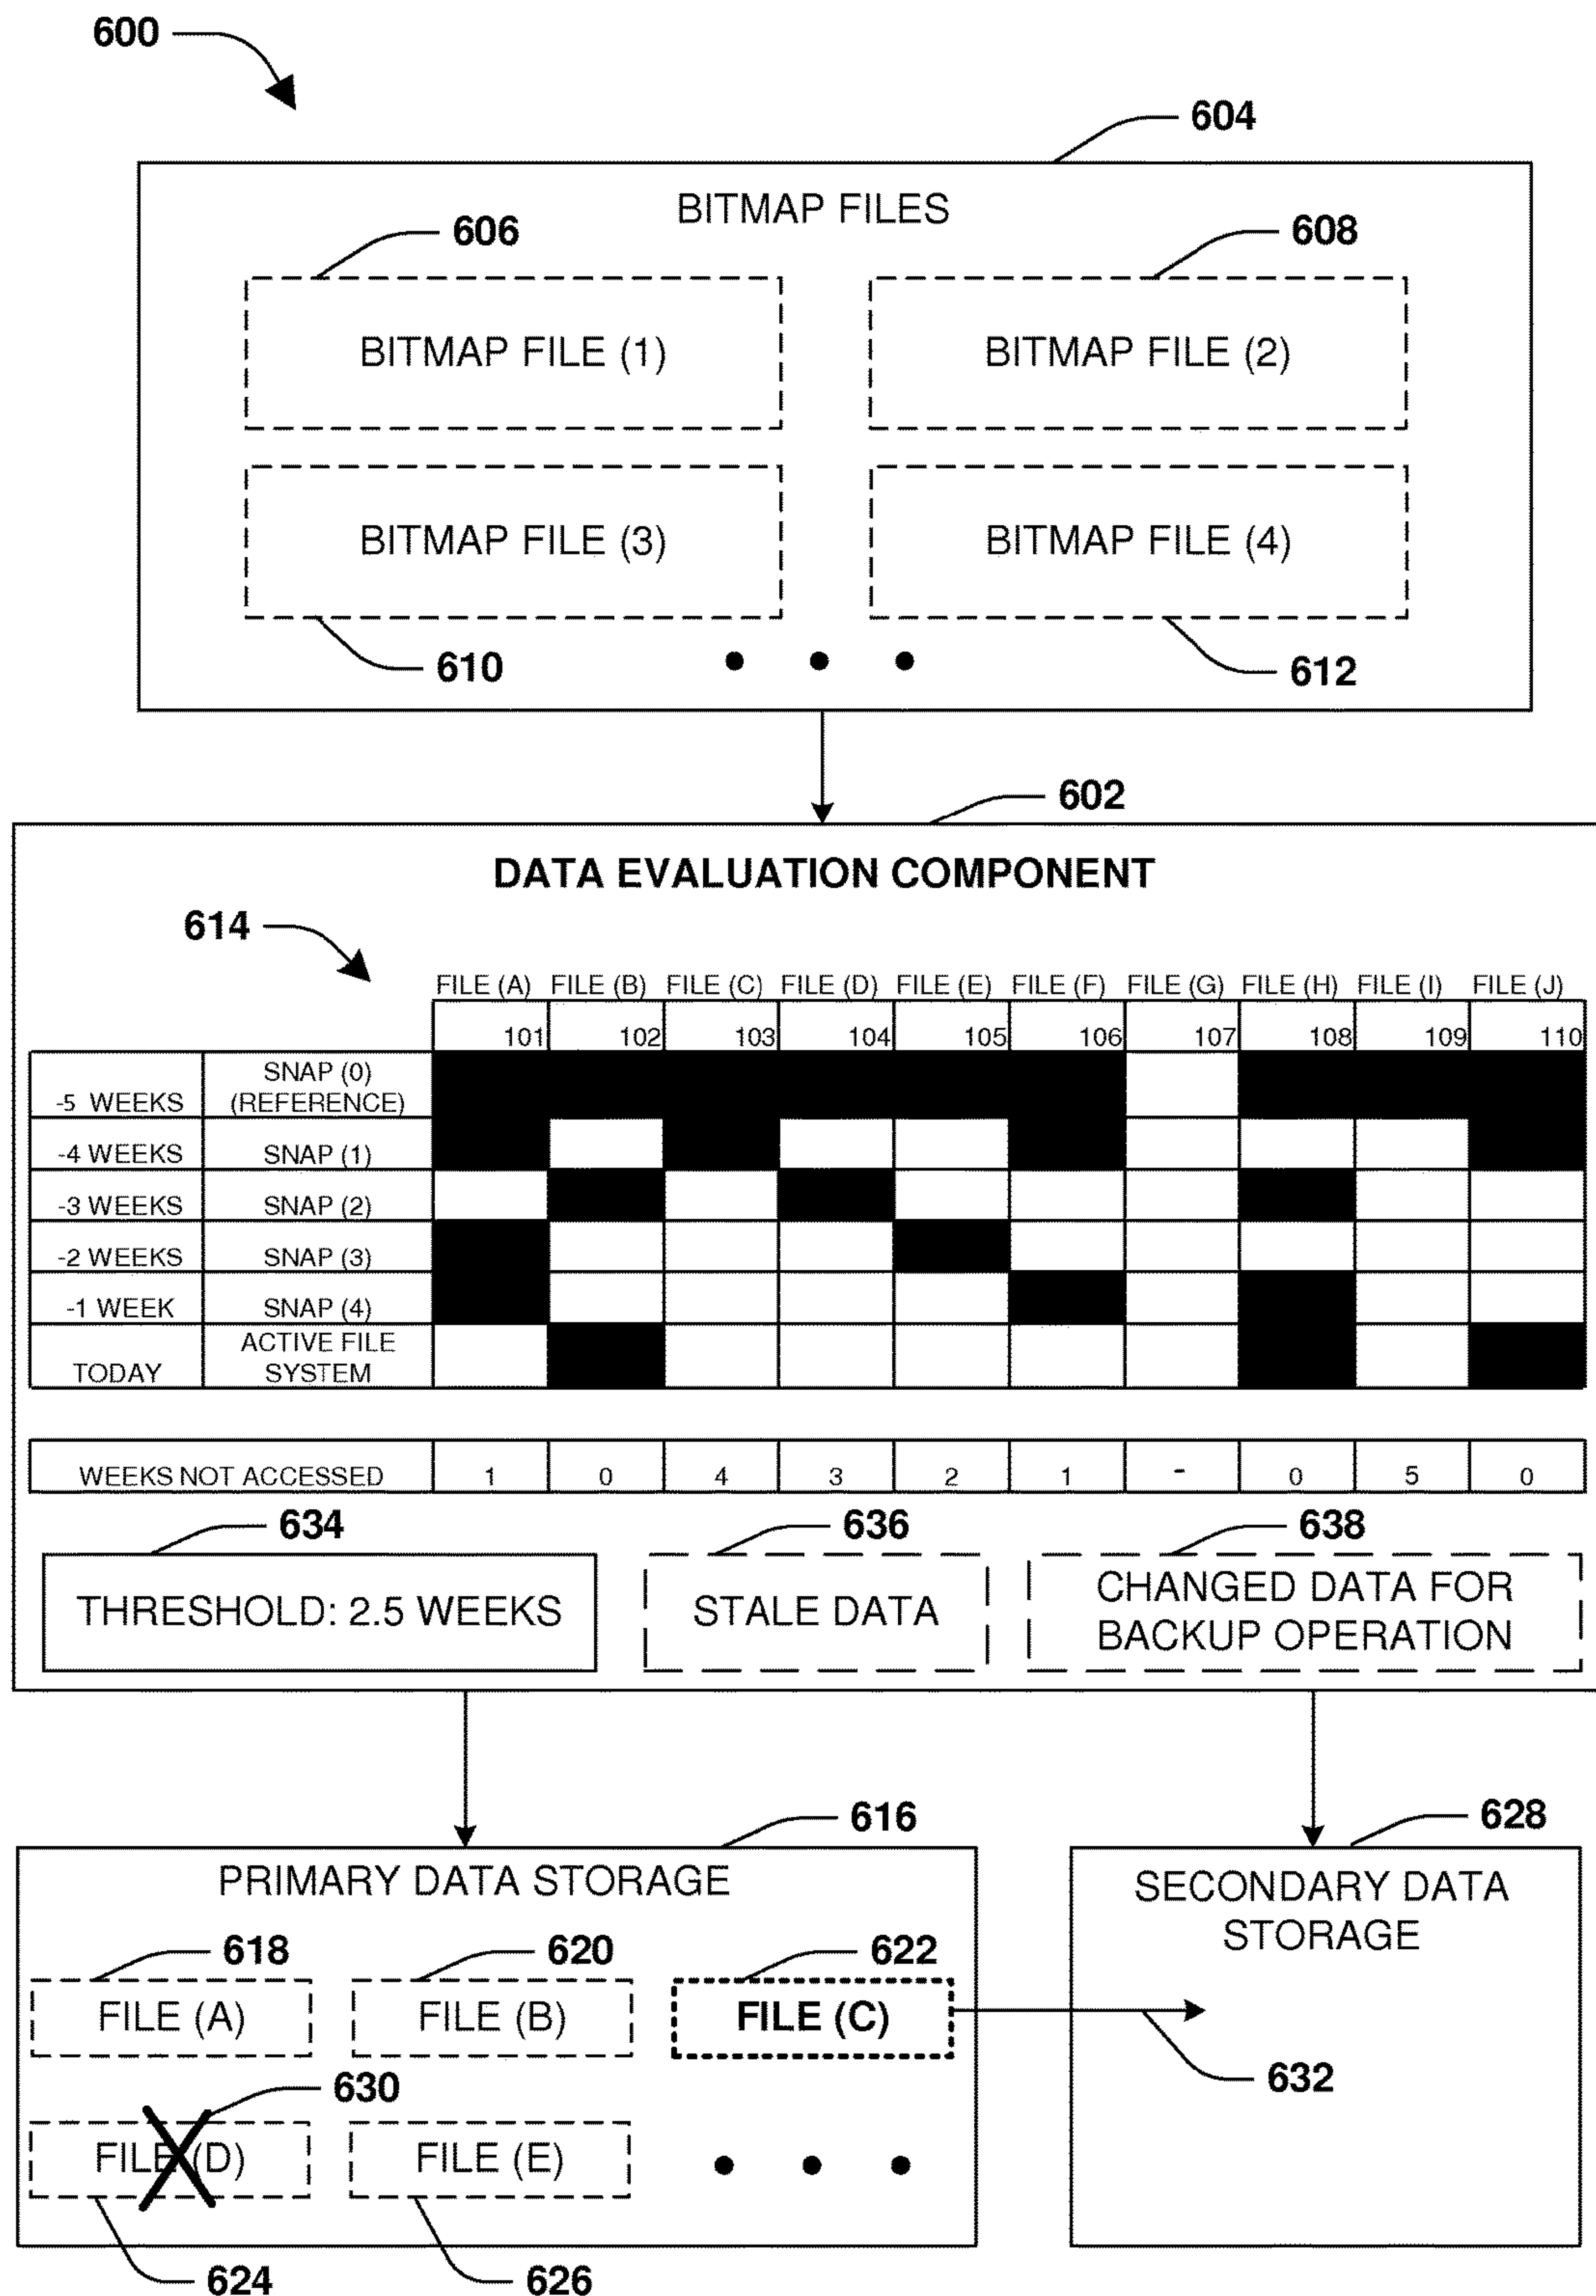 600
604
BITMAP FILES
606
608
BITMAP FILE (1)
BITMAP FILE (2)
BITMAP FILE (3)
BITMAP FILE (4)
610
612
602
DATA EVALUATION COMPONENT
614
FILE (A) FILE (B) FILE (C) FILE (D) FILE (E) FILE (F) FILE (G) FILE (H) FILE (I) FILE (J)
101 102 103 104 105 106 107 108 109 110
-5 WEEKS SNAP (0) (REFERENCE)
-4 WEEKS SNAP (1)
-3 WEEKS SNAP (2)
-2 WEEKS SNAP (3)
-1 WEEK SNAP (4)
TODAY ACTIVE FILE SYSTEM
WEEKS NOT ACCESSED 1 0 4 3 2 1 - 0 5 0
634
636
638
THRESHOLD: 2.5 WEEKS
STALE DATA
CHANGED DATA FOR
BACKUP OPERATION
616
628
PRIMARY DATA STORAGE
SECONDARY DATA
STORAGE
618
620
622
FILE (A)
FILE (B)
FILE (C)
632
630
FILE (D)
FILE (E)
624
626